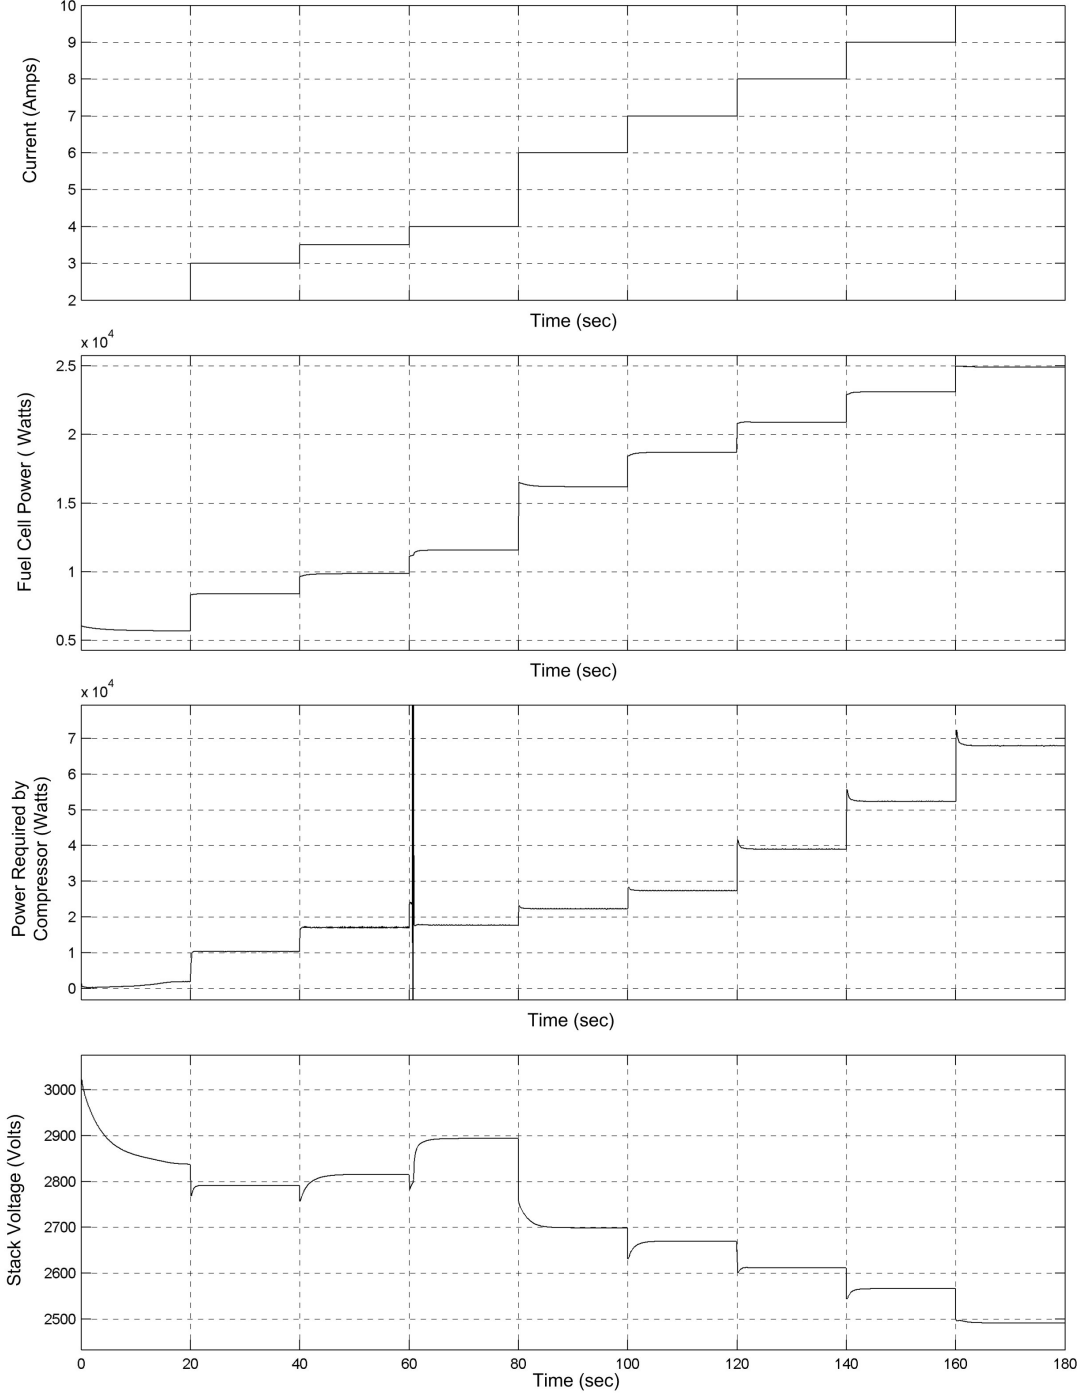 10
9
8
7
6
5
4
3
2
Current (Amps)
Time (sec)
x 10^4
2.5
2
1.5
1
0.5
Fuel Cell Power ( Watts)
Time (sec)
x 10^4
7
6
5
4
3
2
1
0
Power Required by
Compressor (Watts)
Time (sec)
3000
2900
2800
2700
2600
2500
Stack Voltage (Volts)
0 20 40 60 80 100 120 140 160 180
Time (sec)